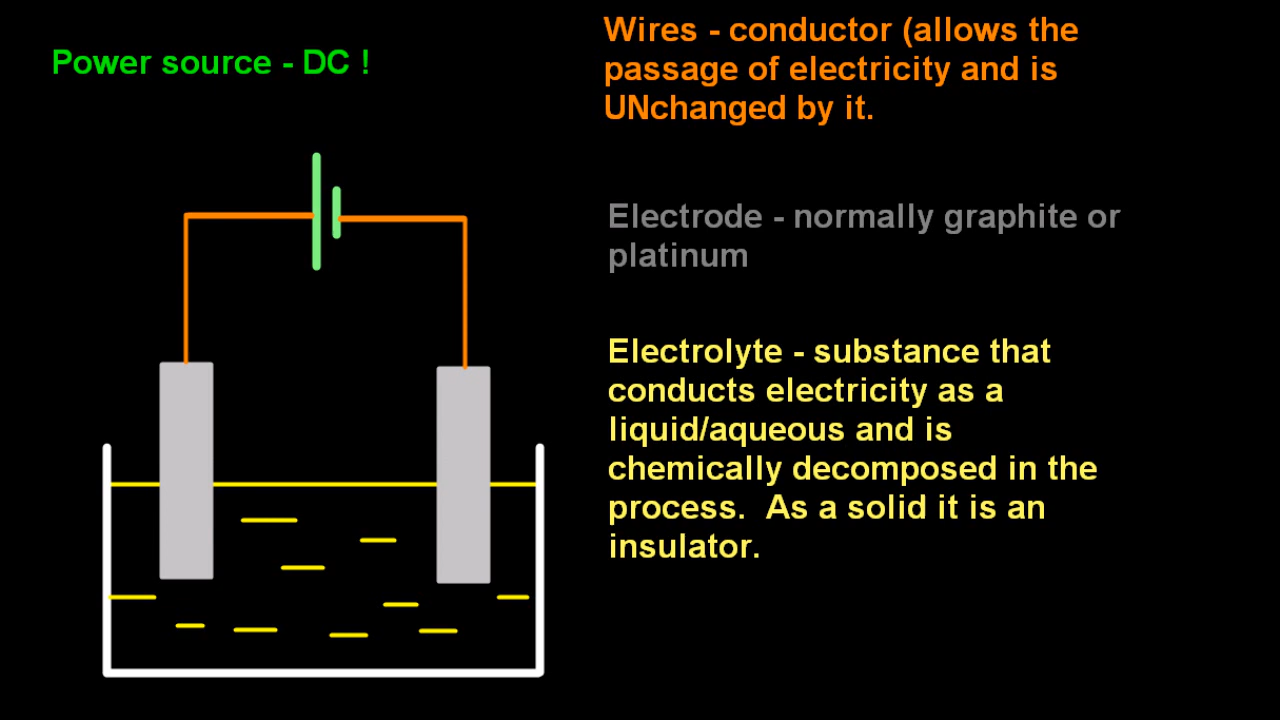 Power source - DC !
Wires - conductor (allows the
passage of electricity and is
UNchanged by it.
Electrode - normally graphite or
platinum
Electrolyte - substance that
conducts electricity as a
liquid/aqueous and is
chemically decomposed in the
process.  As a solid it is an
insulator.